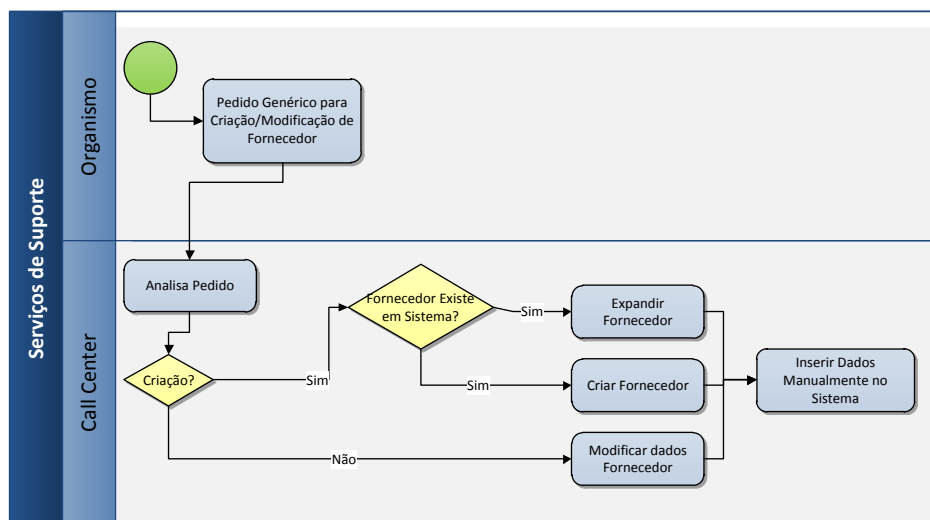 Serviços de Suporte
Organismo
Pedido Genérico para
Criação/Modificação de
Fornecedor
Call Center
Analisa Pedido
Criação?
Sim
Não
Fornecedor Existe
em Sistema?
Sim
Sim
Expandir
Fornecedor
Criar Fornecedor
Modificar dados
Fornecedor
Inserir Dados
Manualmente no
Sistema